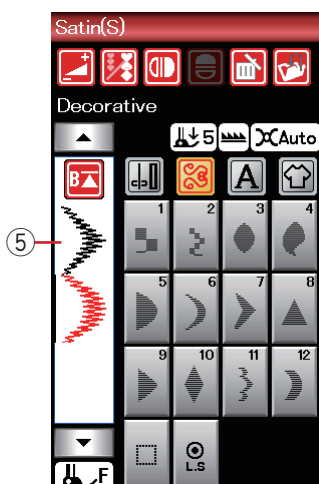 Satin(S)
Decorative
5 Auto
B
A
1 2 3 4
⑤
5 6 7 8
9 10 11 12
L.S
F